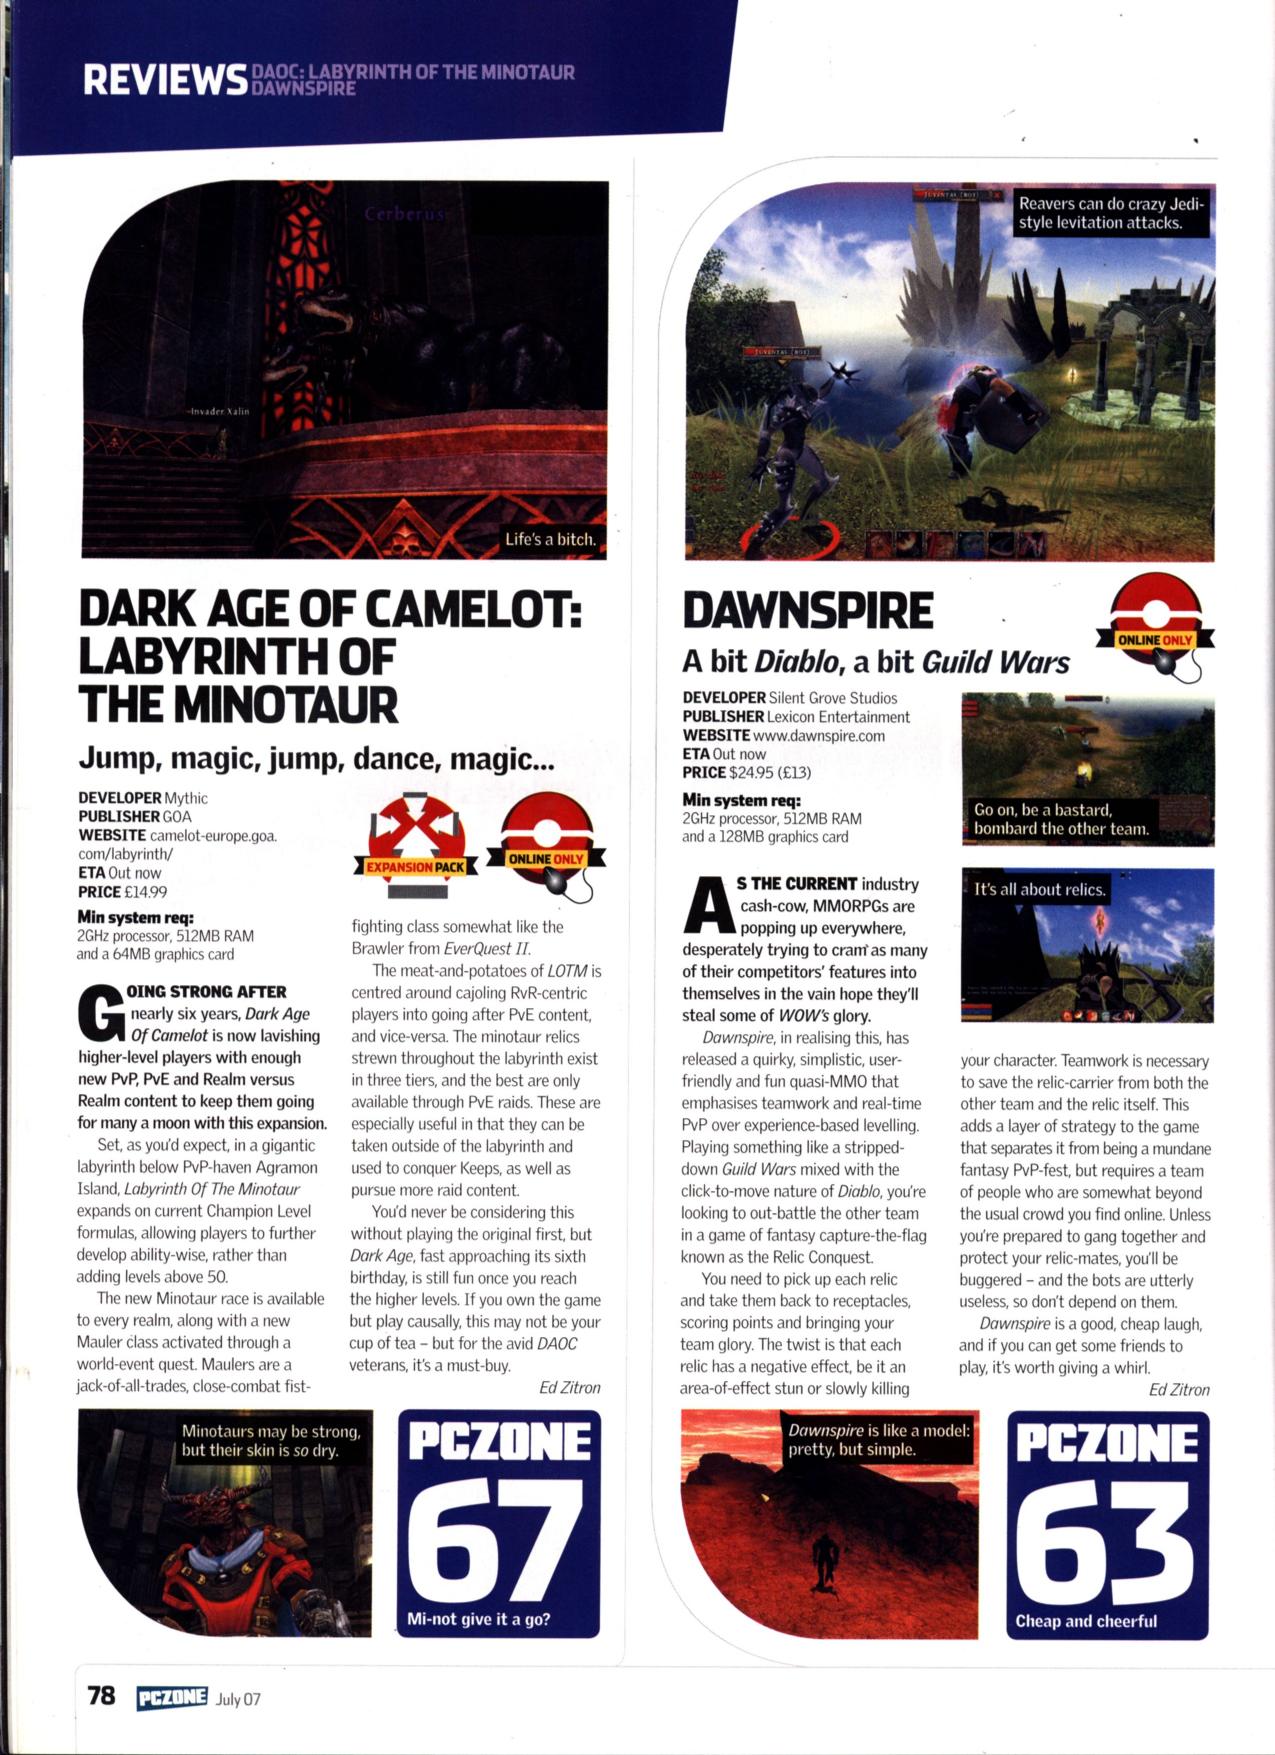 REVIEWS
DAOC: LABYRINTH OF THE MINOTAUR
DAWNSPIRE
Cerberus
Invader Xalin
Life's a bitch.
DARK AGE OF CAMELOT:
LABYRINTH OF
THE MINOTAUR
Jump, magic, jump, dance, magic...
DEVELOPER Mythic
PUBLISHER GOA
WEBSITE camelot-europe.goa.
com/labyrinth/
ETA Out now
PRICE £14.99
Min system req:
2GHz processor, 512MB RAM
and a 64MB graphics card
EXPANSION PACK
ONLINE ONLY
GOING STRONG AFTER
nearly six years, Dark Age
Of Camelot is now lavishing
higher-level players with enough
new PvP, PvE and Realm versus
Realm content to keep them going
for many a moon with this expansion.
Set, as you'd expect, in a gigantic
labyrinth below PvP-haven Agramon
Island, Labyrinth Of The Minotaur
expands on current Champion Level
formulas, allowing players to further
develop ability-wise, rather than
adding levels above 50.
The new Minotaur race is available
to every realm, along with a new
Mauler class activated through a
world-event quest. Maulers are a
jack-of-all-trades, close-combat fist-
fighting class somewhat like the
Brawler from EverQuest II.
The meat-and-potatoes of LOTM is
centred around cajoling RvR-centric
players into going after PvE content,
and vice-versa. The minotaur relics
strewn throughout the labyrinth exist
in three tiers, and the best are only
available through PvE raids. These are
especially useful in that they can be
taken outside of the labyrinth and
used to conquer Keeps, as well as
pursue more raid content.
You'd never be considering this
without playing the original first, but
Dark Age, fast approaching its sixth
birthday, is still fun once you reach
the higher levels. If you own the game
but play causally, this may not be your
cup of tea – but for the avid DAOC
veterans, it's a must-buy.
Ed Zitron
Minotaurs may be strong,
but their skin is so dry.
PCZONE
67
Mi-not give it a go?
JUVENTAS [BOT]
Reavers can do crazy Jedi-
style levitation attacks.
JUVENTAS [BOT]
DAWNSPIRE
A bit Diablo, a bit Guild Wars
ONLINE ONLY
DEVELOPER Silent Grove Studios
PUBLISHER Lexicon Entertainment
WEBSITE www.dawnspire.com
ETA Out now
PRICE $24.95 (£13)
Min system req:
2GHz processor, 512MB RAM
and a 128MB graphics card
Go on, be a bastard,
bombard the other team.
It's all about relics.
AS THE CURRENT industry
cash-cow, MMORPGs are
popping up everywhere,
desperately trying to cram as many
of their competitors' features into
themselves in the vain hope they'll
steal some of WOW's glory.
Dawnspire, in realising this, has
released a quirky, simplistic, user-
friendly and fun quasi-MMO that
emphasises teamwork and real-time
PvP over experience-based levelling.
Playing something like a stripped-
down Guild Wars mixed with the
click-to-move nature of Diablo, you're
looking to out-battle the other team
in a game of fantasy capture-the-flag
known as the Relic Conquest.
You need to pick up each relic
and take them back to receptacles,
scoring points and bringing your
team glory. The twist is that each
relic has a negative effect, be it an
area-of-effect stun or slowly killing
your character. Teamwork is necessary
to save the relic-carrier from both the
other team and the relic itself. This
adds a layer of strategy to the game
that separates it from being a mundane
fantasy PvP-fest, but requires a team
of people who are somewhat beyond
the usual crowd you find online. Unless
you're prepared to gang together and
protect your relic-mates, you'll be
buggered – and the bots are utterly
useless, so don't depend on them.
Dawnspire is a good, cheap laugh,
and if you can get some friends to
play, it's worth giving a whirl.
Ed Zitron
Dawnspire is like a model:
pretty, but simple.
PCZONE
63
Cheap and cheerful
78 PCZONE July 07